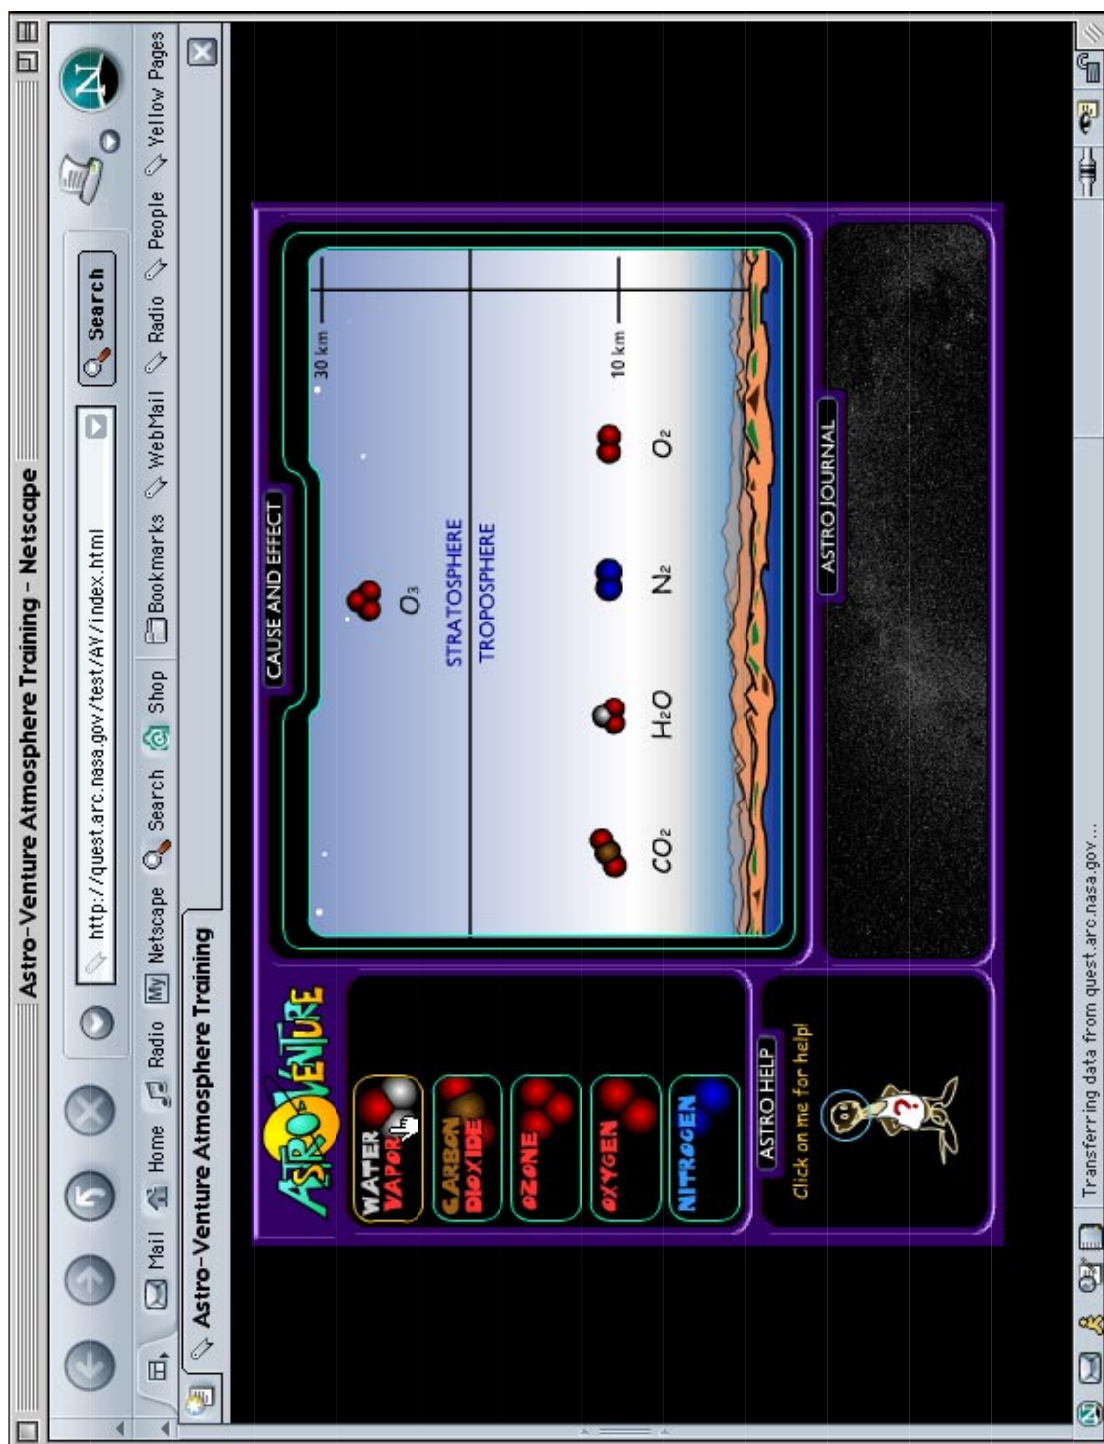 Astro-Venture Atmosphere Training - Netscape
http://quest.arc.nasa.gov/test/AV/index.html
Search
N
Mail
Home
Radio
My Netscape
Search
Shop
Bookmarks
WebMail
Radio
People
Yellow Pages
Astro-Venture Atmosphere Training
ASTRO-VENTURE
WATER
VAPOR
CARBON
DIOXIDE
OZONE
OXYGEN
NITROGEN
ASTRO HELP
Click on me for help!
?
CAUSE AND EFFECT
30 km
O₃
STRATOSPHERE
TROPOSPHERE
10 km
CO₂
H₂O
N₂
O₂
ASTRO JOURNAL
N
Transferring data from quest.arc.nasa.gov...